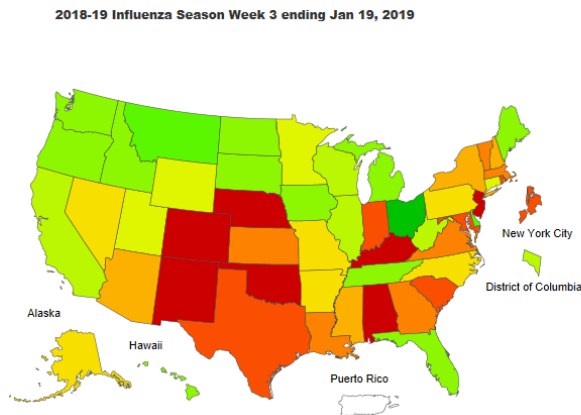 2018-19 Influenza Season Week 3 ending Jan 19, 2019
New York City
District of Columbia
Alaska
Hawaii
Puerto Rico